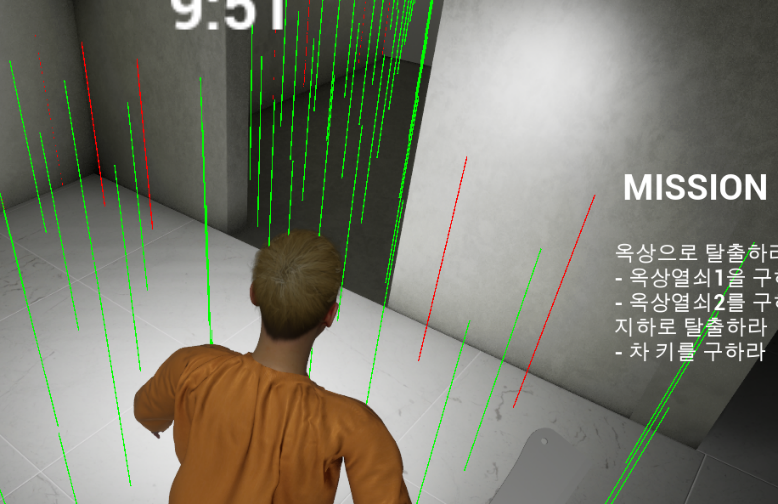 9:51
MISSION
옥상으로 탈출하라
- 옥상열쇠1을 구하
- 옥상열쇠2를 구하
지하로 탈출하라
- 차 키를 구하라